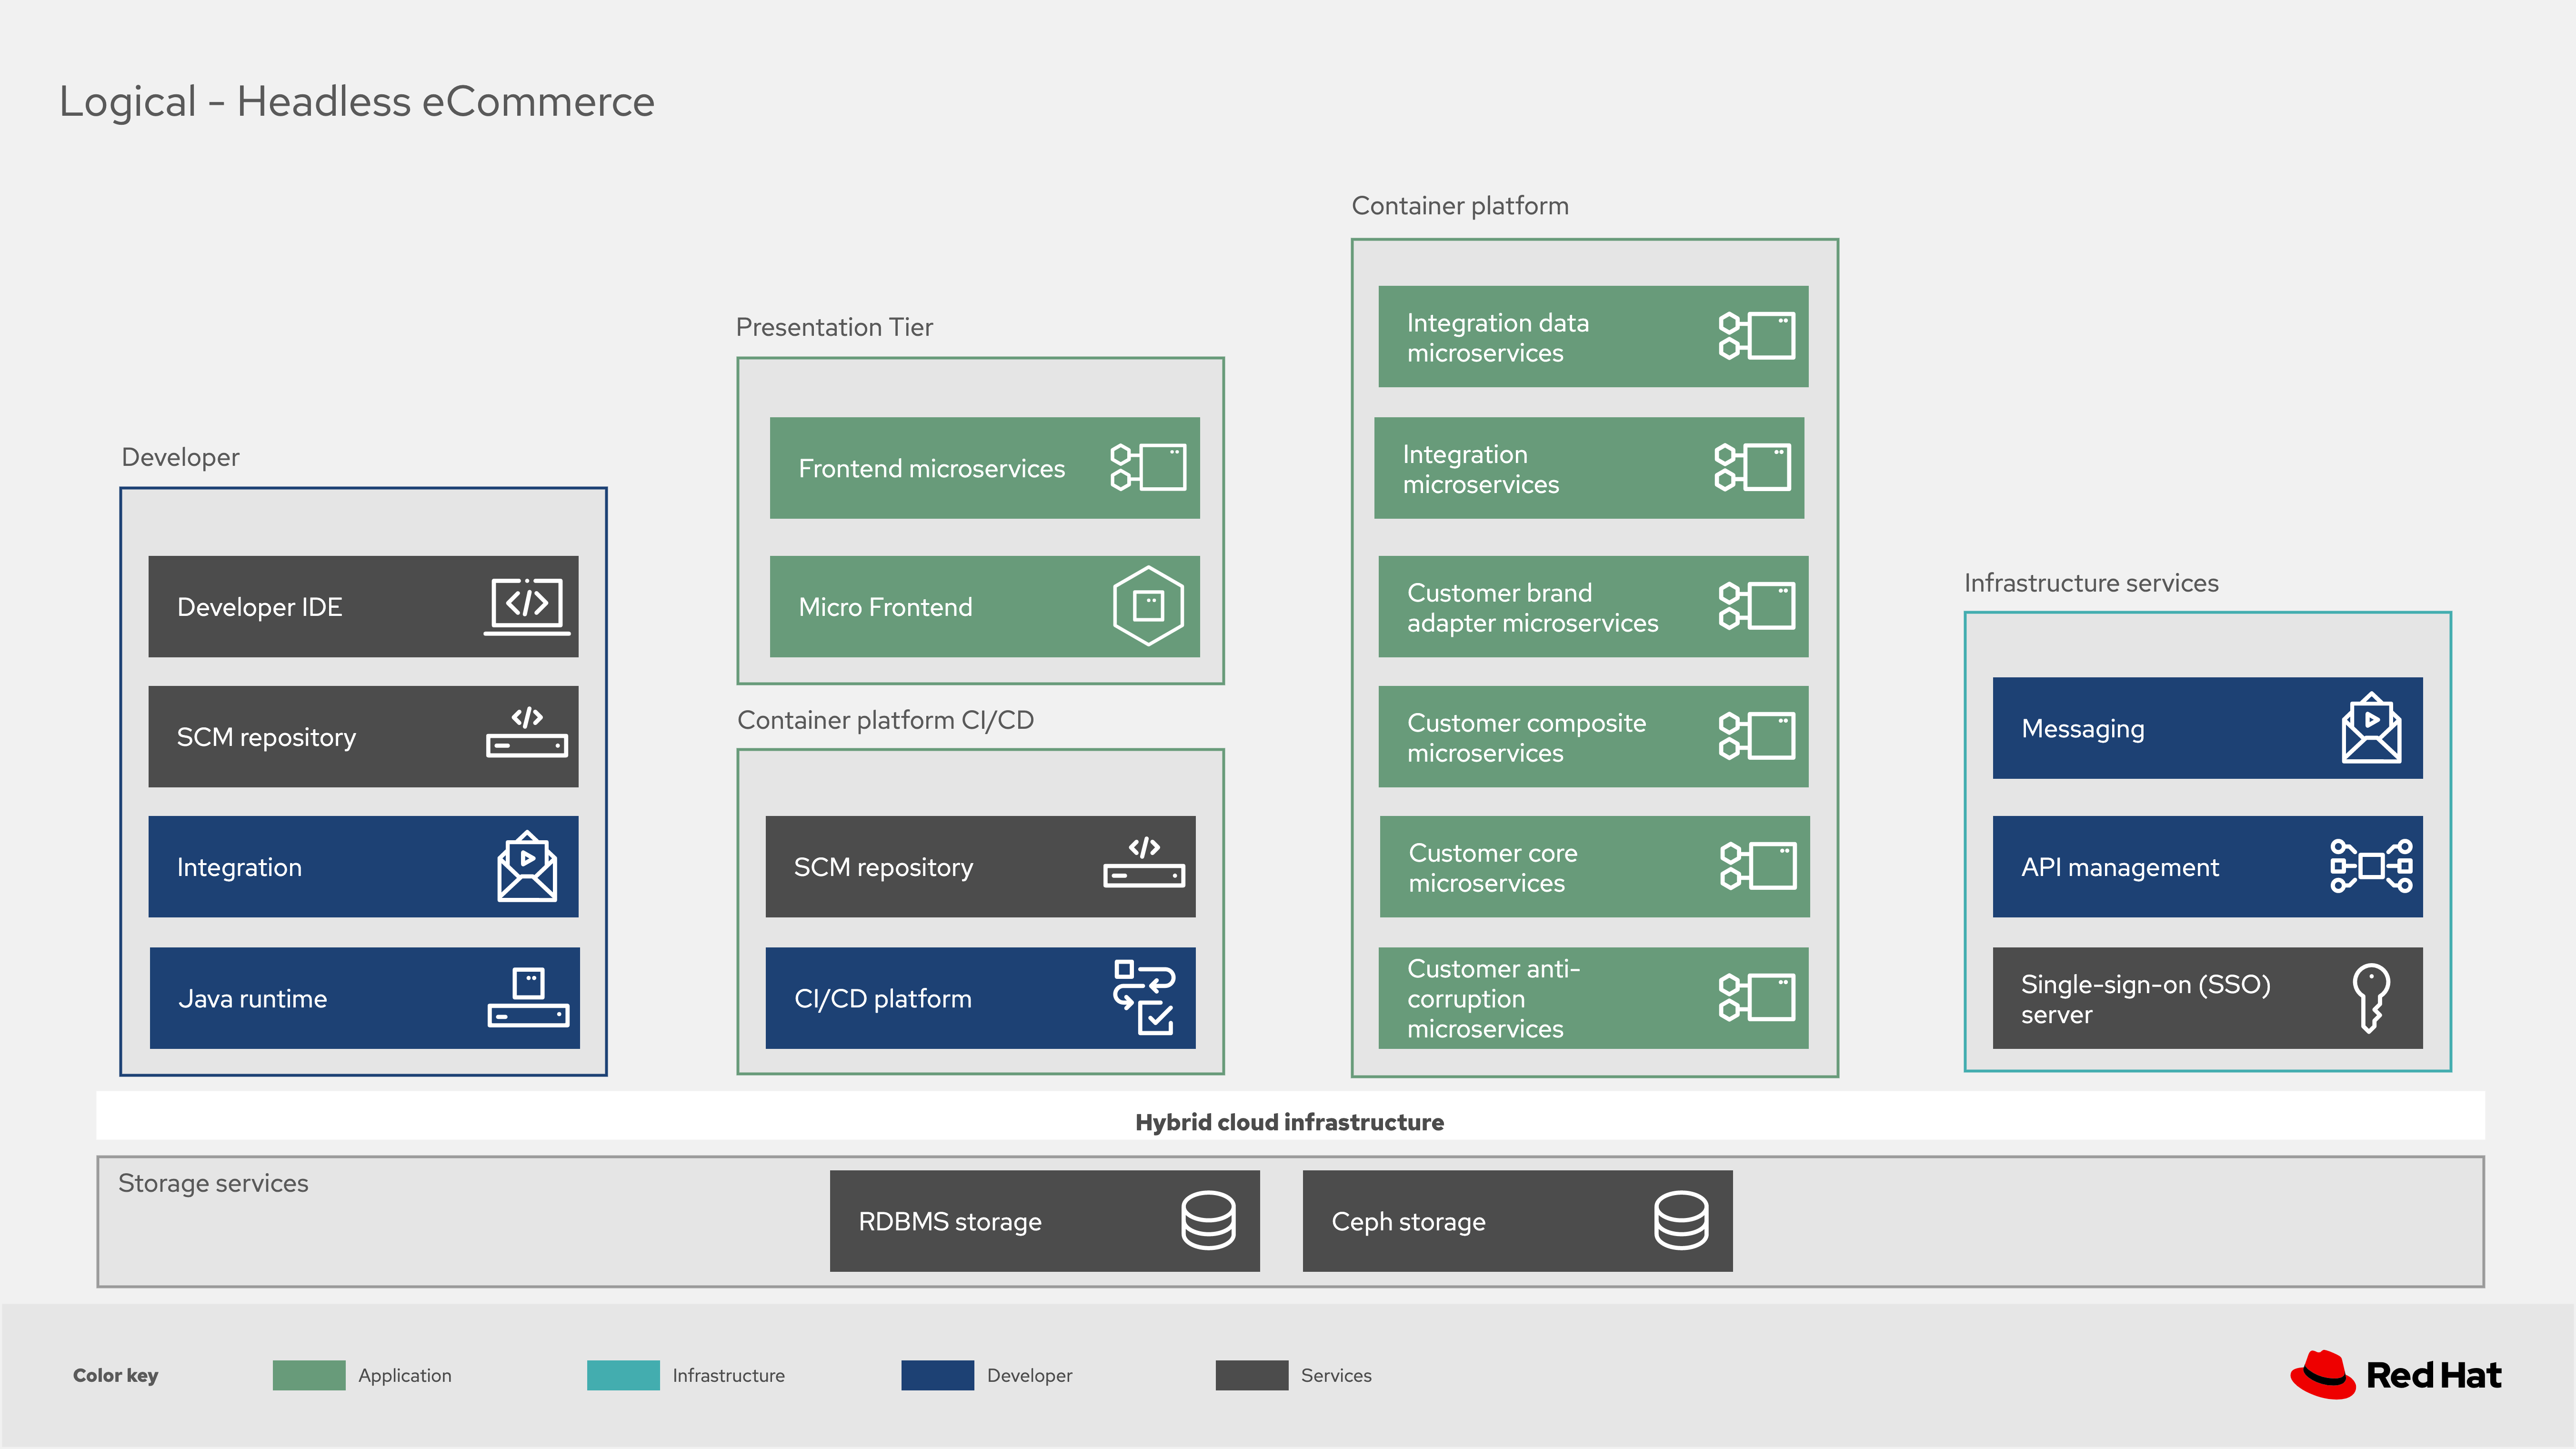 Logical - Headless eCommerce
Developer
Developer IDE
SCM repository
Integration
Java runtime
Presentation Tier
Frontend microservices
Micro Frontend
Container platform CI/CD
SCM repository
CI/CD platform
Container platform
Integration data
microservices
Integration
microservices
Customer brand
adapter microservices
Customer composite
microservices
Customer core
microservices
Customer anti-
corruption
microservices
Infrastructure services
Messaging
API management
Single-sign-on (SSO)
server
Hybrid cloud infrastructure
Storage services
RDBMS storage
Ceph storage
Color key
Application
Infrastructure
Developer
Services
Red Hat